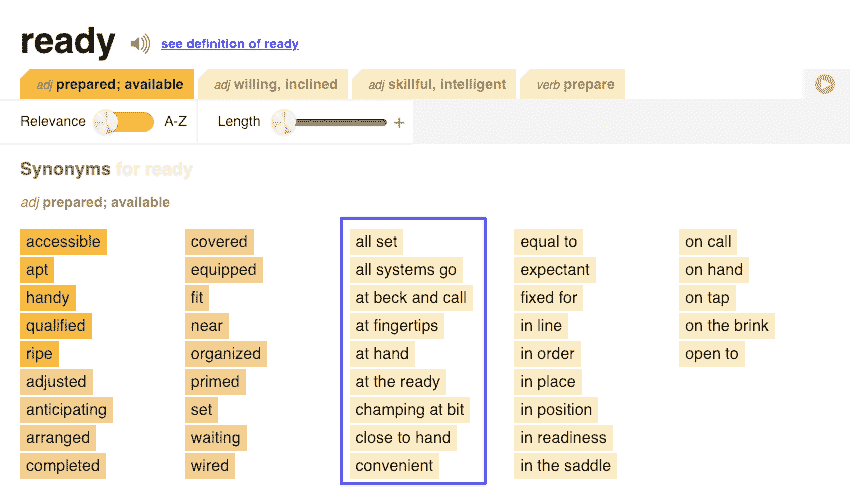 ready see definition of ready
adj prepared; available adj willing, inclined adj skillful, intelligent verb prepare
Relevance A-Z Length +
Synonyms for ready
adj prepared; available
accessible covered all set equal to on call
apt equipped all systems go expectant on hand
handy fit at beck and call fixed for on tap
qualified near at fingertips in line on the brink
ripe organized at hand in order open to
adjusted primed at the ready in place
anticipating set champing at bit in position
arranged waiting close to hand in readiness
completed wired convenient in the saddle